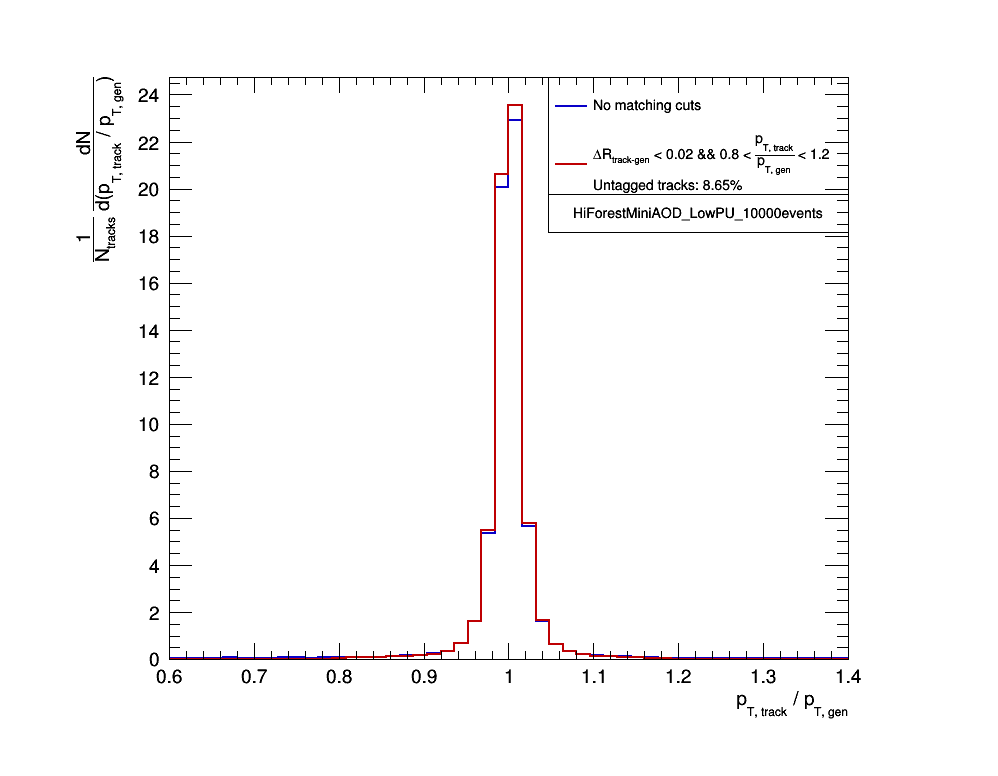 1 dN
N_tracks d(p_T, track / p_T, gen)
24
22
20
18
16
14
12
10
8
6
4
2
0
No matching cuts
ΔR_track-gen < 0.02 && 0.8 < p_T, track / p_T, gen < 1.2
Untagged tracks: 8.65%
HiForestMiniAOD_LowPU_10000events
0.6 0.7 0.8 0.9 1 1.1 1.2 1.3 1.4
p_T, track / p_T, gen